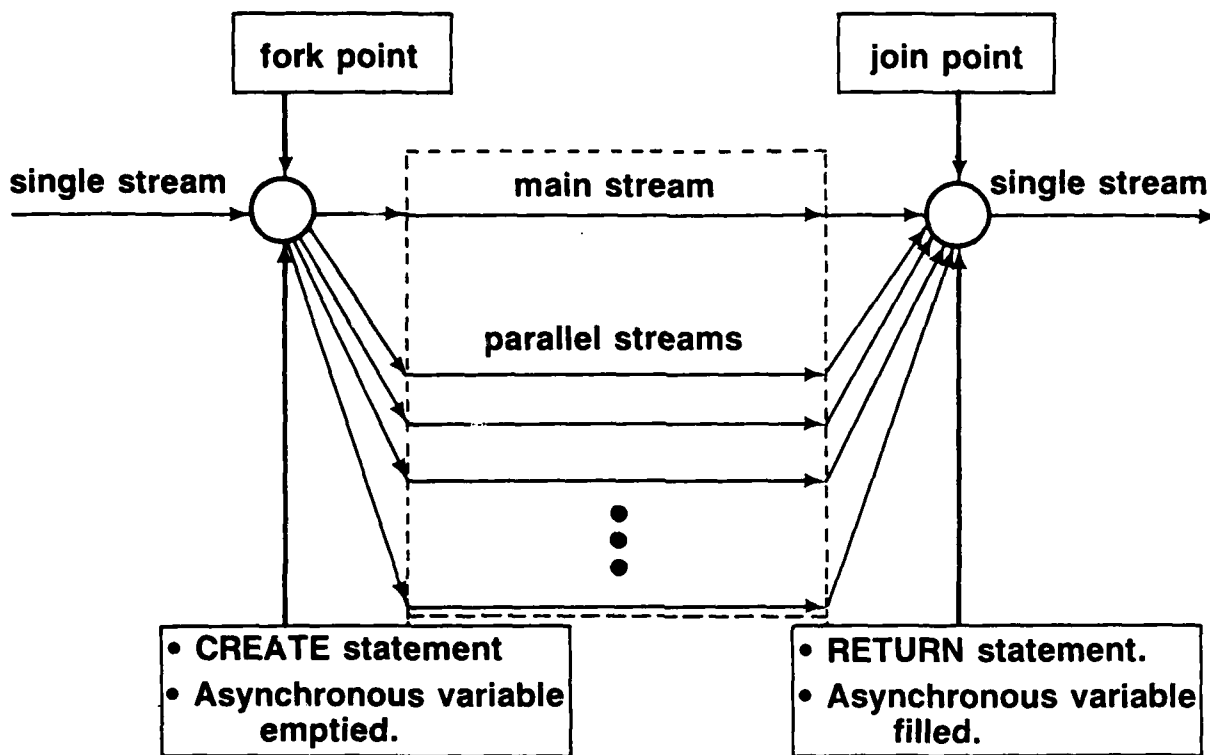 fork point
join point
single stream
main stream
single stream
parallel streams
• CREATE statement
• Asynchronous variable
emptied.
• RETURN statement.
• Asynchronous variable
filled.